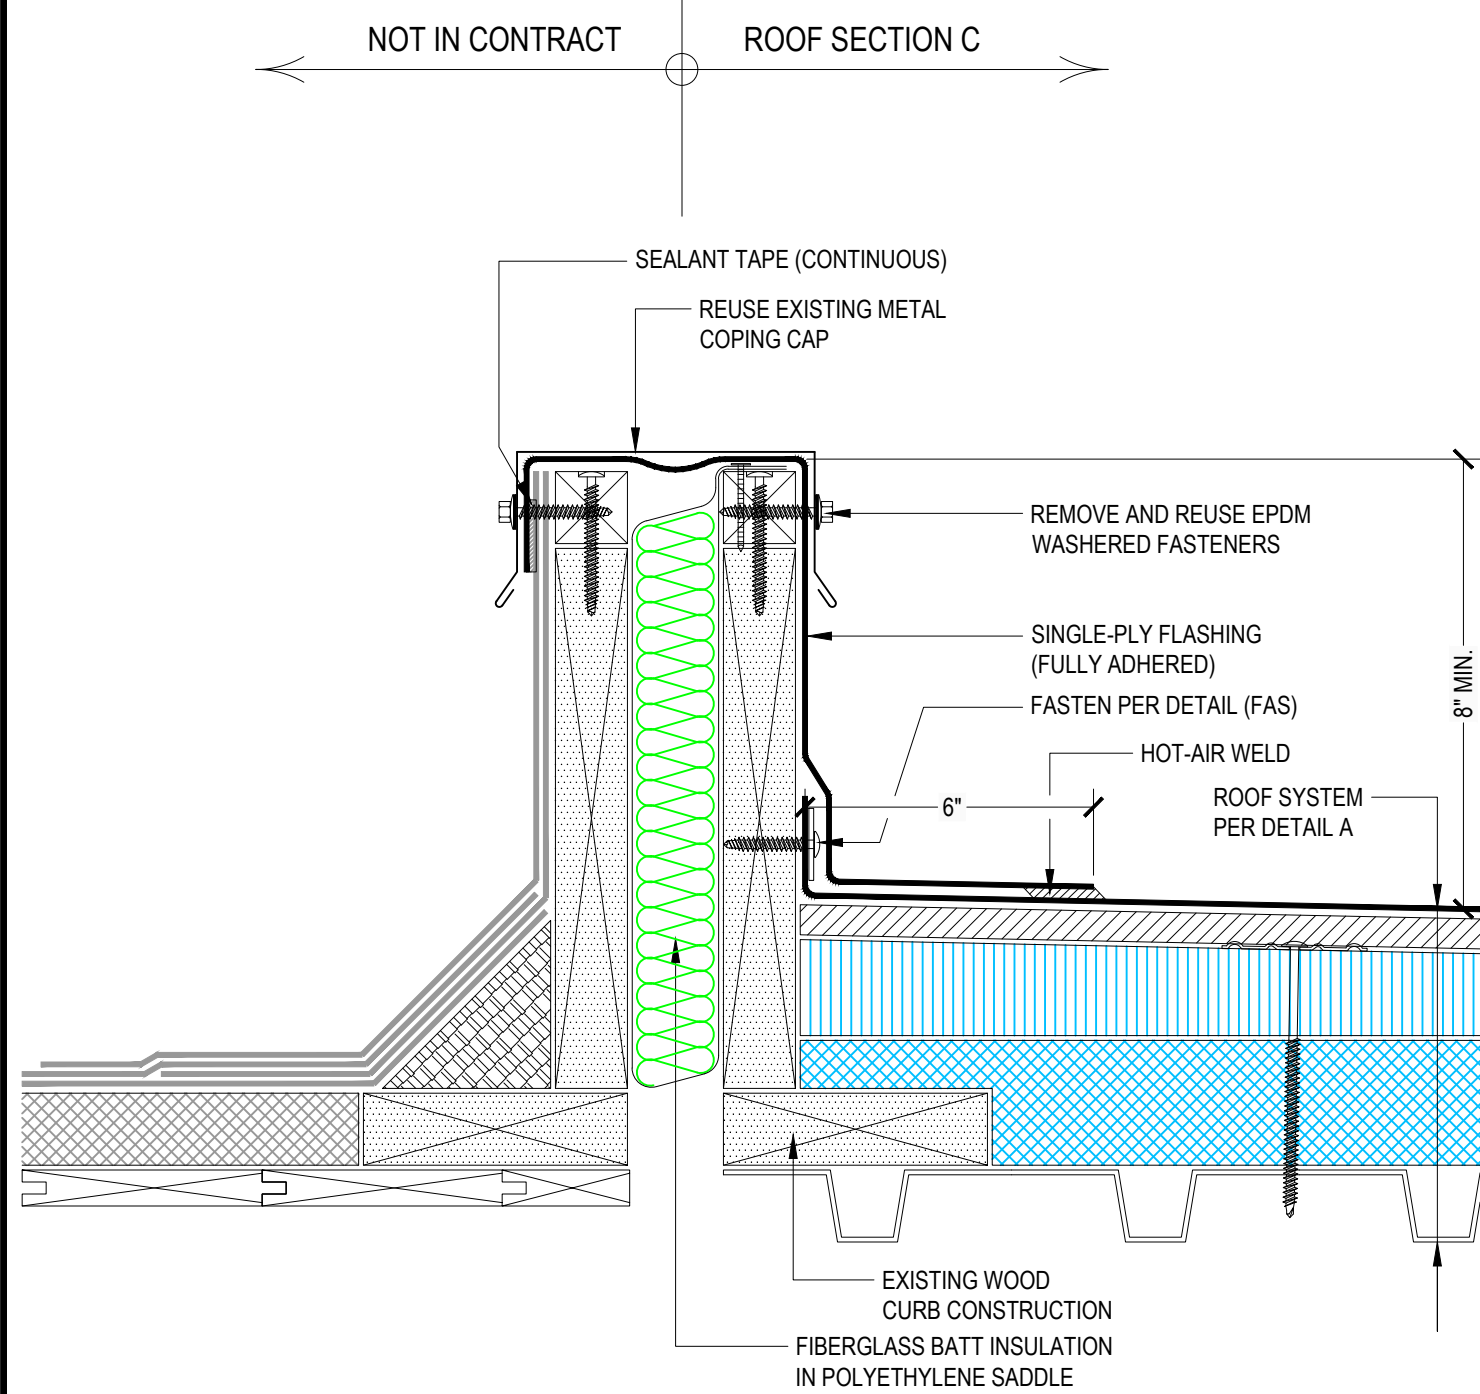 NOT IN CONTRACT
ROOF SECTION C
SEALANT TAPE (CONTINUOUS)
REUSE EXISTING METAL
COPING CAP
REMOVE AND REUSE EPDM
WASHERED FASTENERS
SINGLE-PLY FLASHING
(FULLY ADHERED)
8" MIN.
FASTEN PER DETAIL (FAS)
HOT-AIR WELD
6"
ROOF SYSTEM
PER DETAIL A
EXISTING WOOD
CURB CONSTRUCTION
FIBERGLASS BATT INSULATION
IN POLYETHYLENE SADDLE